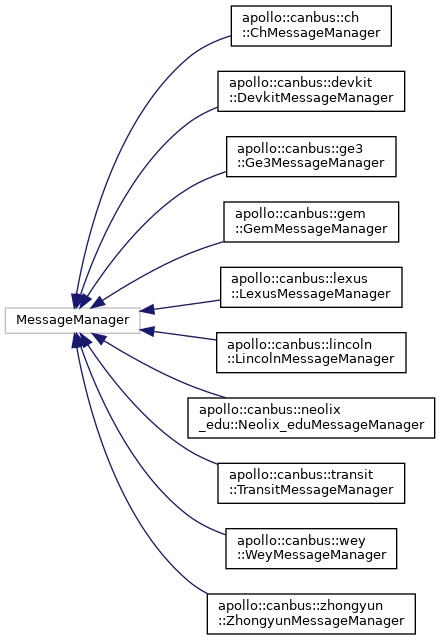 apollo::canbus::ch
::ChMessageManager
apollo::canbus::devkit
::DevkitMessageManager
apollo::canbus::ge3
::Ge3MessageManager
apollo::canbus::gem
::GemMessageManager
apollo::canbus::lexus
::LexusMessageManager
MessageManager
apollo::canbus::lincoln
::LincolnMessageManager
apollo::canbus::neolix
_edu::Neolix_eduMessageManager
apollo::canbus::transit
::TransitMessageManager
apollo::canbus::wey
::WeyMessageManager
apollo::canbus::zhongyun
::ZhongyunMessageManager